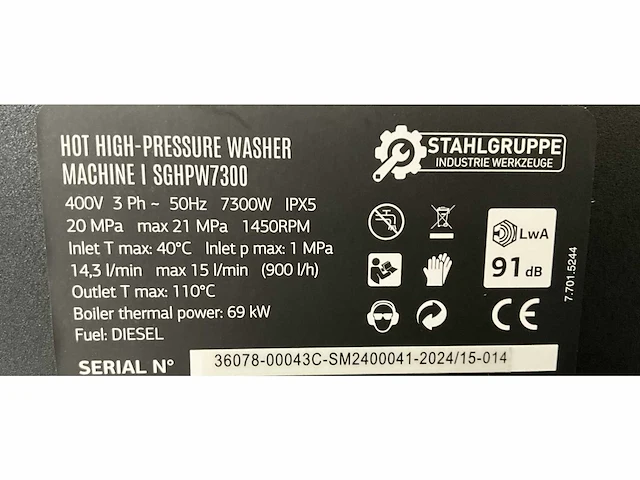 HOT HIGH-PRESSURE WASHER
MACHINE I SGHPW7300
400V 3 Ph ~ 50Hz 7300W IPX5
20 MPa max 21 MPa 1450RPM
Inlet T max: 40°C Inlet p max: 1 MPa
14,3 l/min max 15 l/min (900 l/h)
Outlet T max: 110°C
Boiler thermal power: 69 kW
Fuel: DIESEL
SERIAL N° 36078-00043C-SM2400041-2024/15-014
STAHLGRUPPE
INDUSTRIE WERKZEUGE
LwA
91 dB
CE
7.701.5244